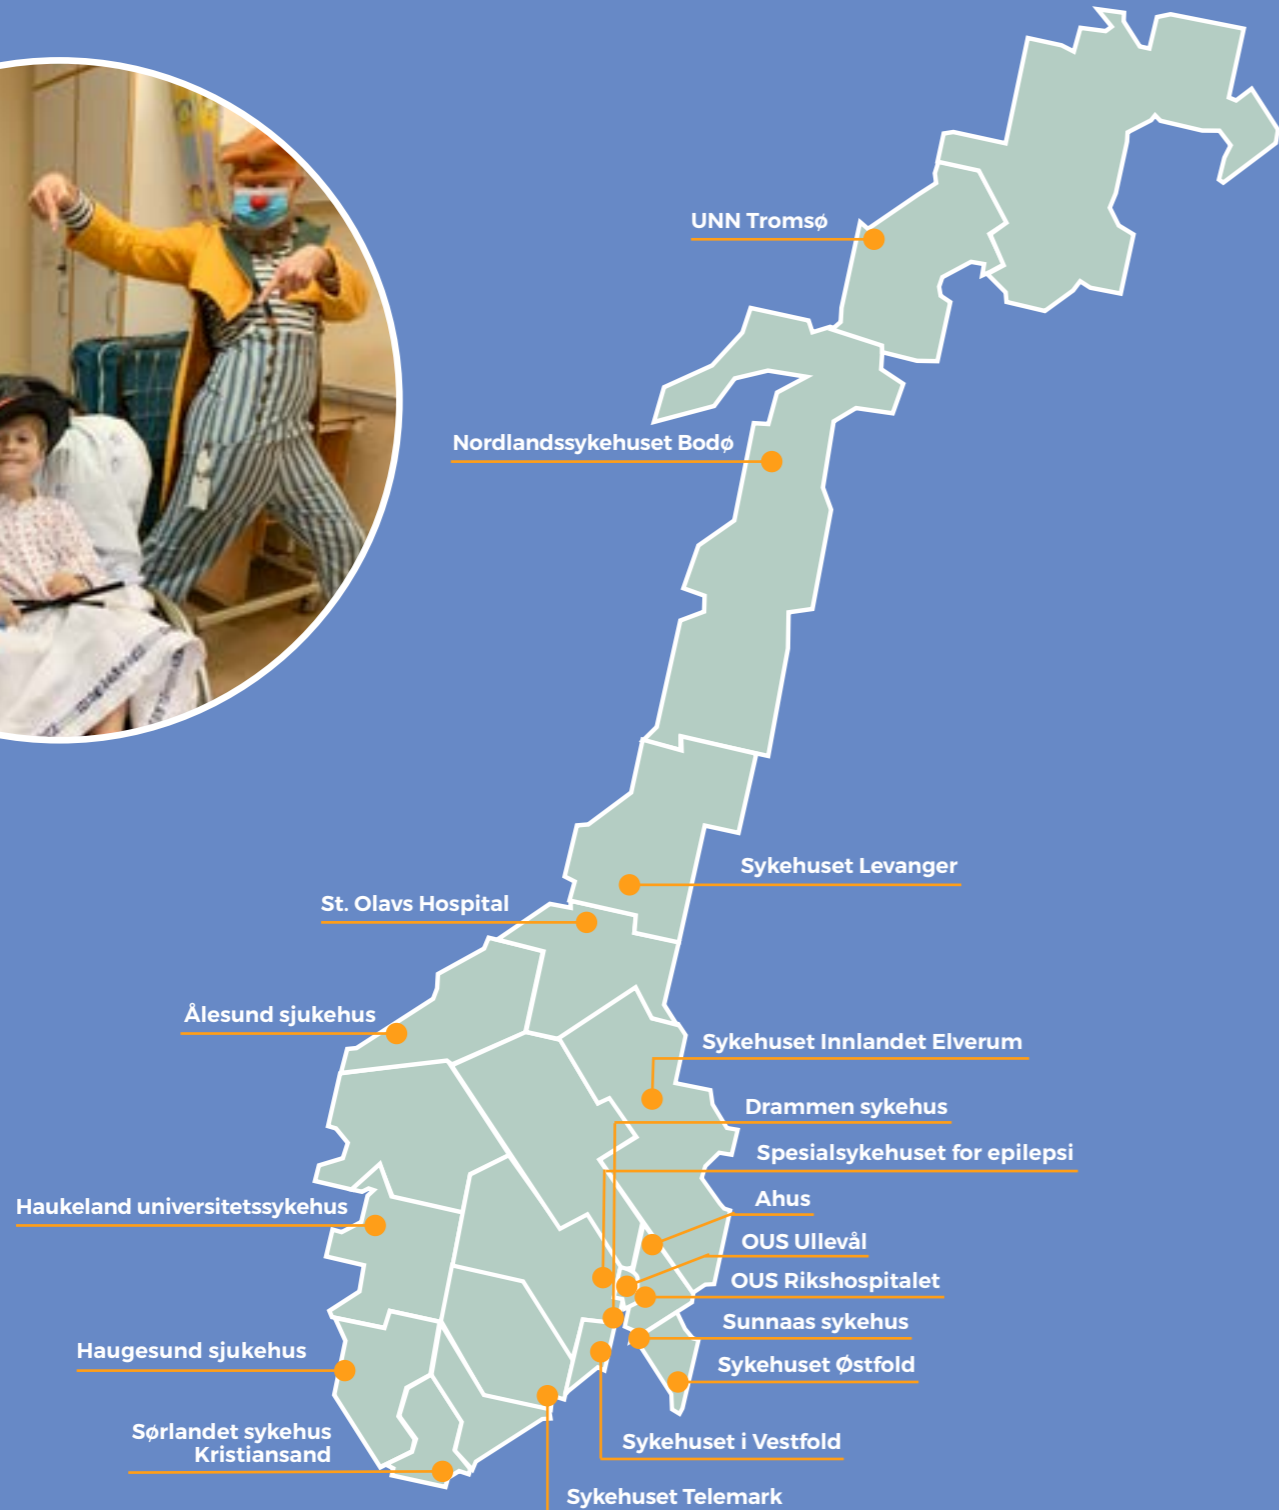 UNN Tromsø
Nordlandssykehuset Bodø
Sykehuset Levanger
St. Olavs Hospital
Ålesund sjukehus
Sykehuset Innlandet Elverum
Drammen sykehus
Spesialsykehuset for epilepsi
Ahus
Haukeland universitetssykehus
OUS Ullevål
OUS Rikshospitalet
Sunnaas sykehus
Haugesund sjukehus
Sykehuset Østfold
Sørlandet sykehus
Kristiansand
Sykehuset i Vestfold
Sykehuset Telemark